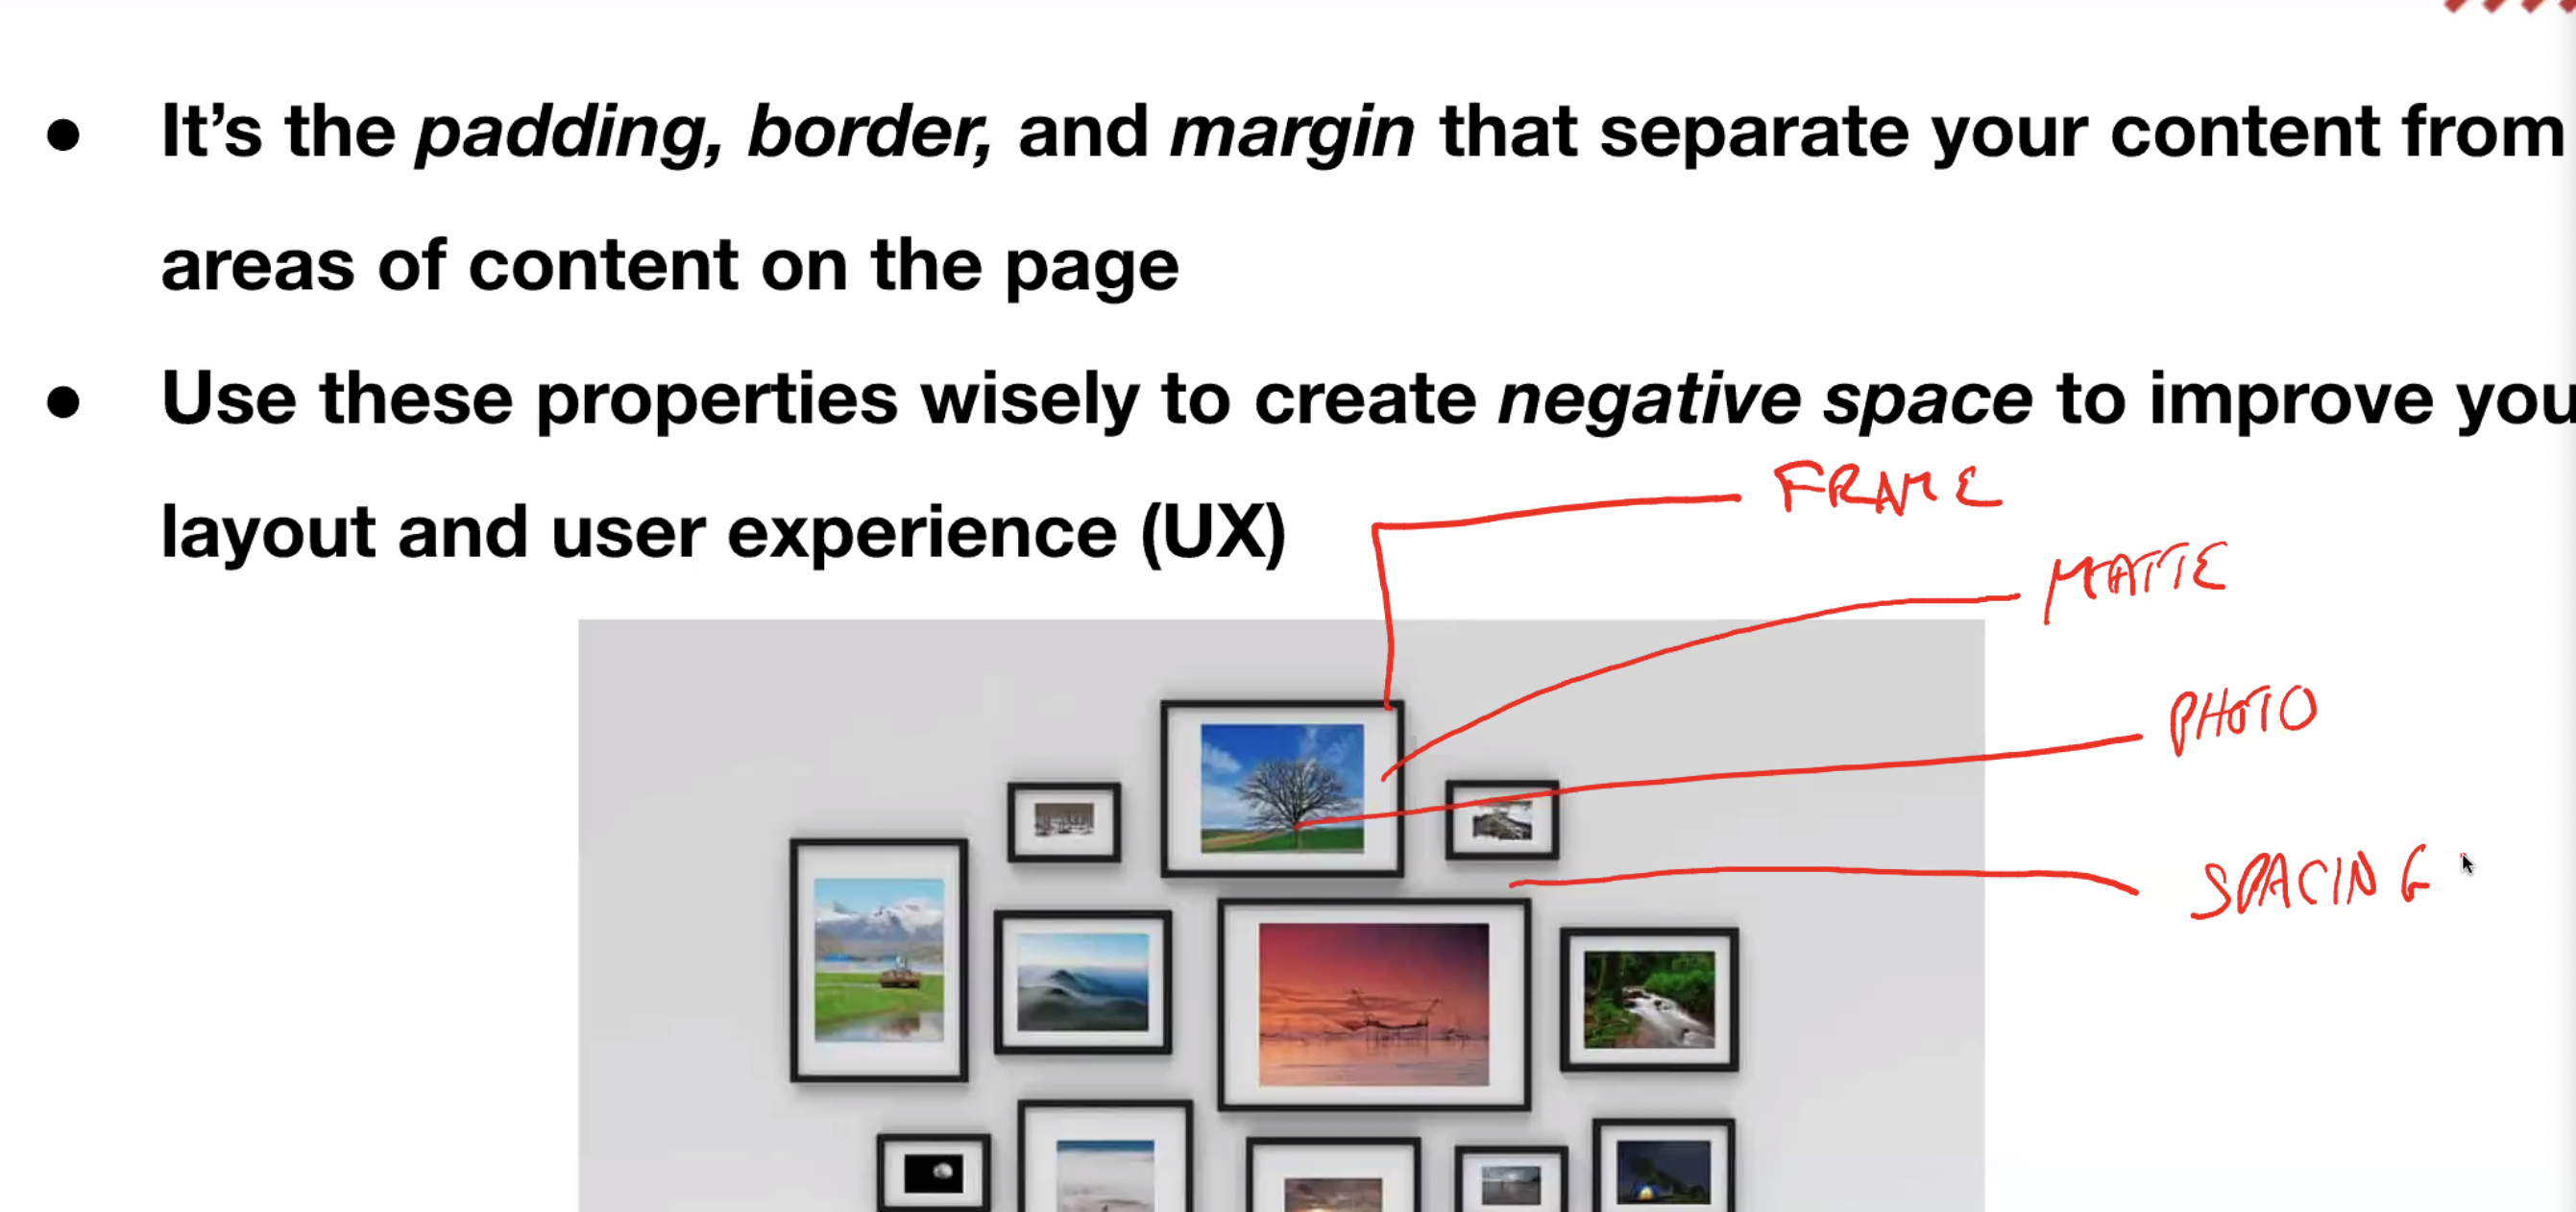 ● It’s the padding, border, and margin that separate your content from
areas of content on the page
● Use these properties wisely to create negative space to improve you
layout and user experience (UX)
FRAME
MATTE
PHOTO
SPACING